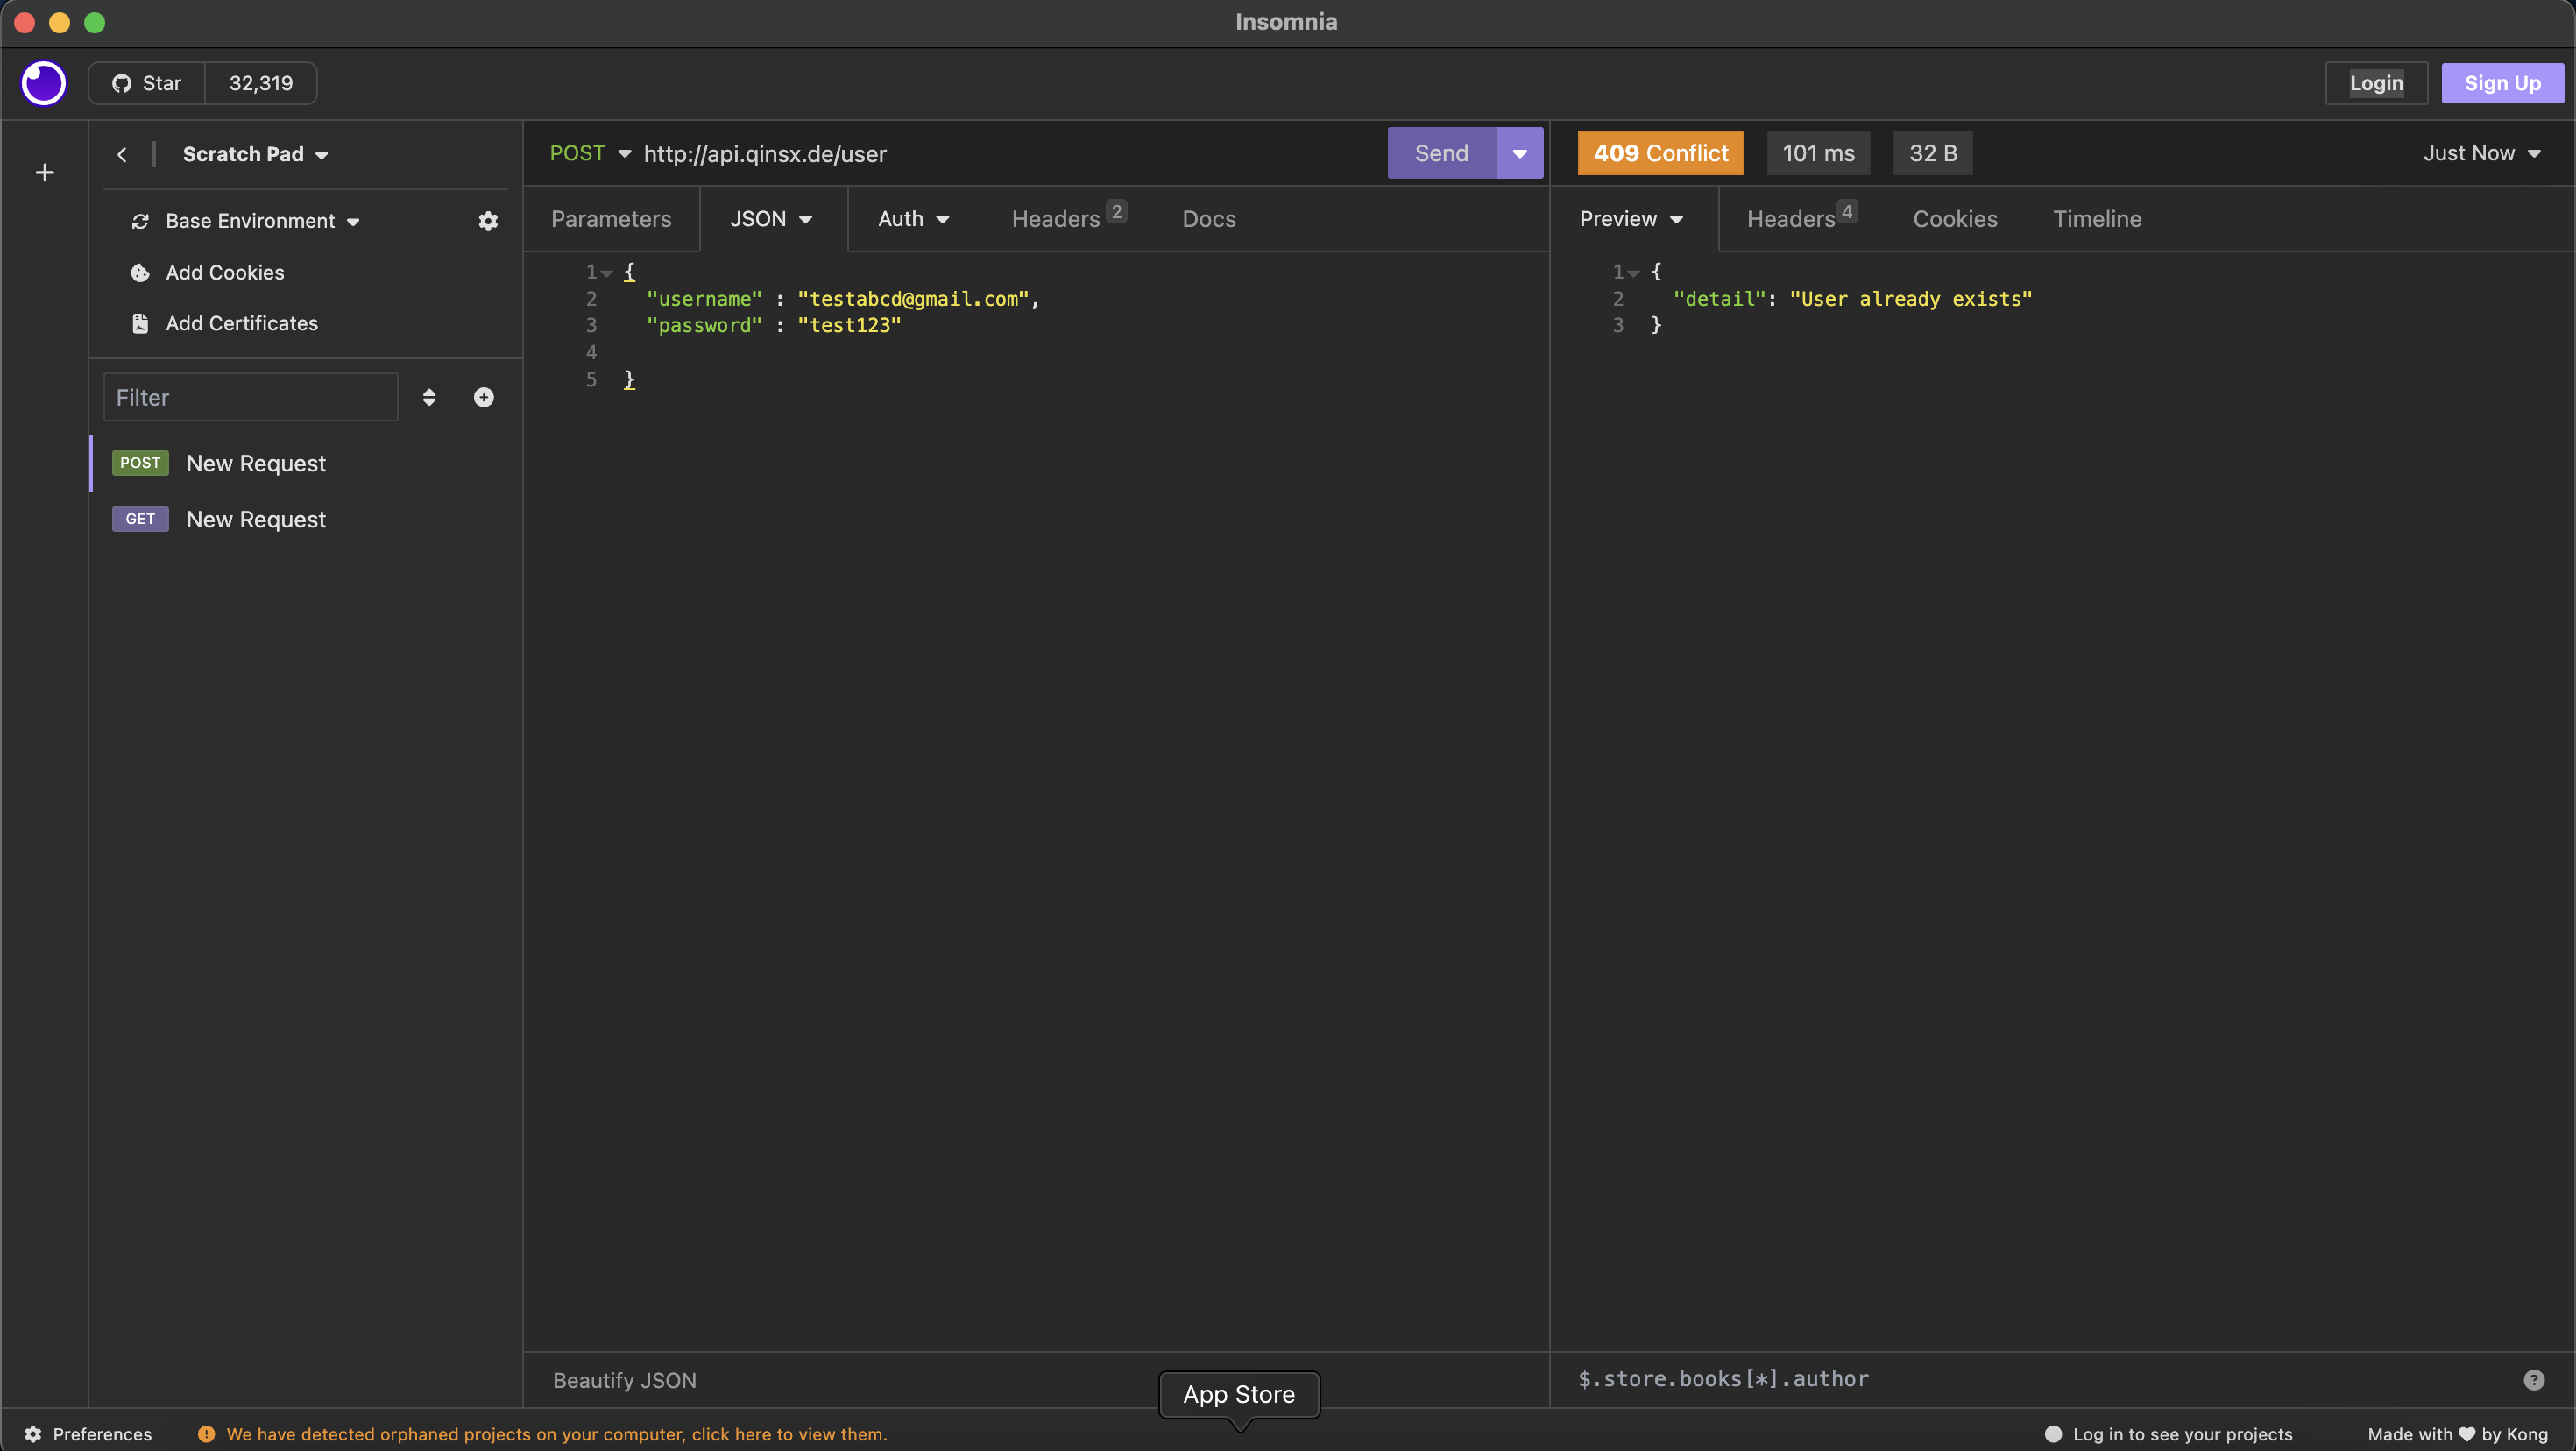 Insomnia
Star 32,319
Login Sign Up
Scratch Pad
POST http://api.qinsx.de/user Send
409 Conflict 101 ms 32 B Just Now
Base Environment
Parameters JSON Auth Headers 2 Docs
Preview Headers 4 Cookies Timeline
Add Cookies
Add Certificates
Filter
POST New Request
GET New Request
1 {
2 "username" : "testabcd@gmail.com",
3 "password" : "test123"
4
5 }
1 {
2 "detail": "User already exists"
3 }
Beautify JSON
$.store.books[*].author
App Store
Preferences
We have detected orphaned projects on your computer, click here to view them.
Log in to see your projects
Made with ♥ by Kong